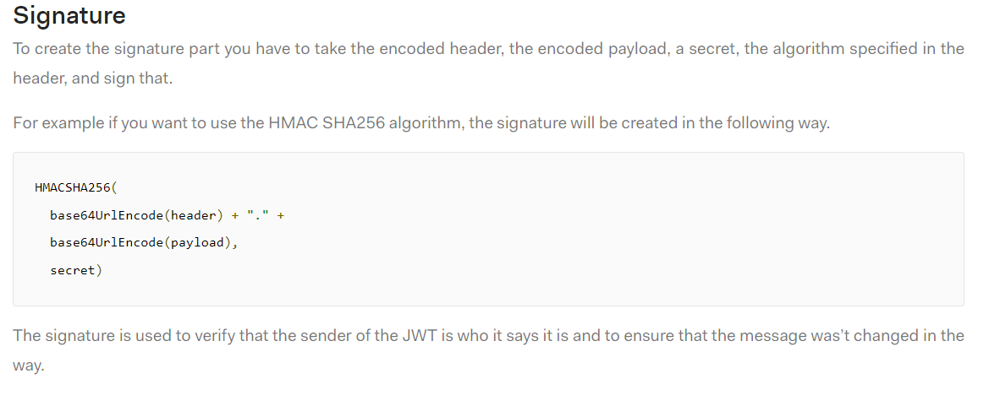 Signature
To create the signature part you have to take the encoded header, the encoded payload, a secret, the algorithm specified in the
header, and sign that.
For example if you want to use the HMAC SHA256 algorithm, the signature will be created in the following way.
HMACSHA256(
  base64UrlEncode(header) + "." +
  base64UrlEncode(payload),
  secret)
The signature is used to verify that the sender of the JWT is who it says it is and to ensure that the message was't changed in the
way.